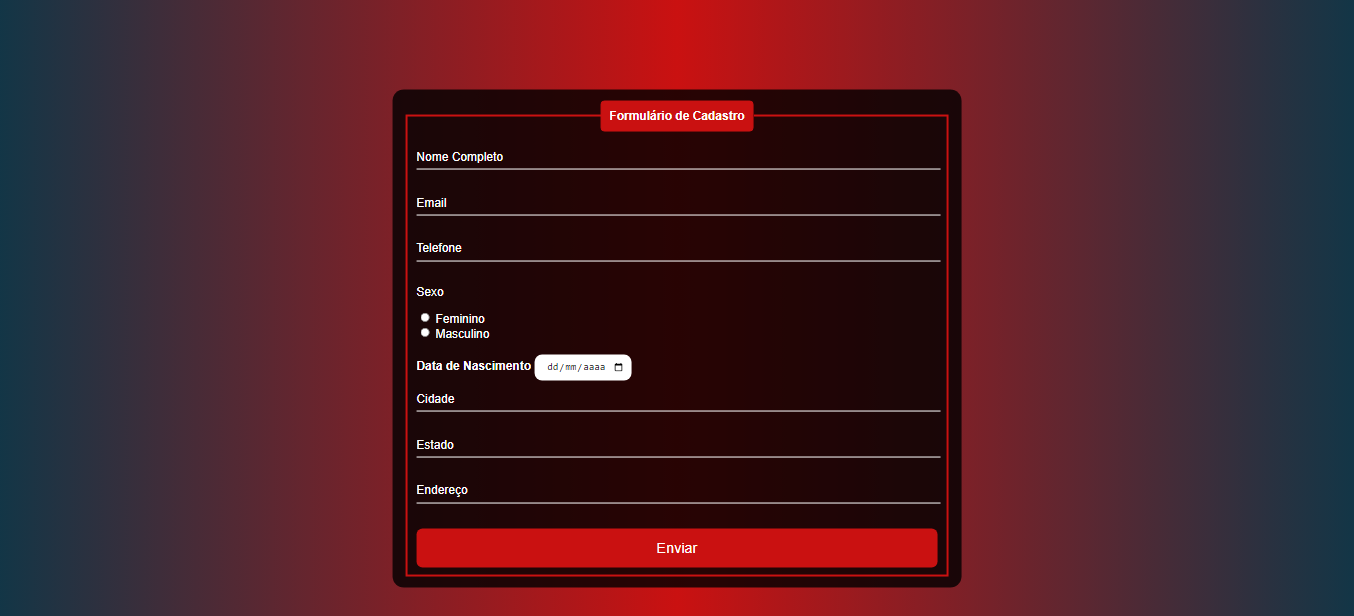 Formulário de Cadastro
Nome Completo
Email
Telefone
Sexo
Feminino
Masculino
Data de Nascimento dd/mm/aaaa
Cidade
Estado
Endereço
Enviar